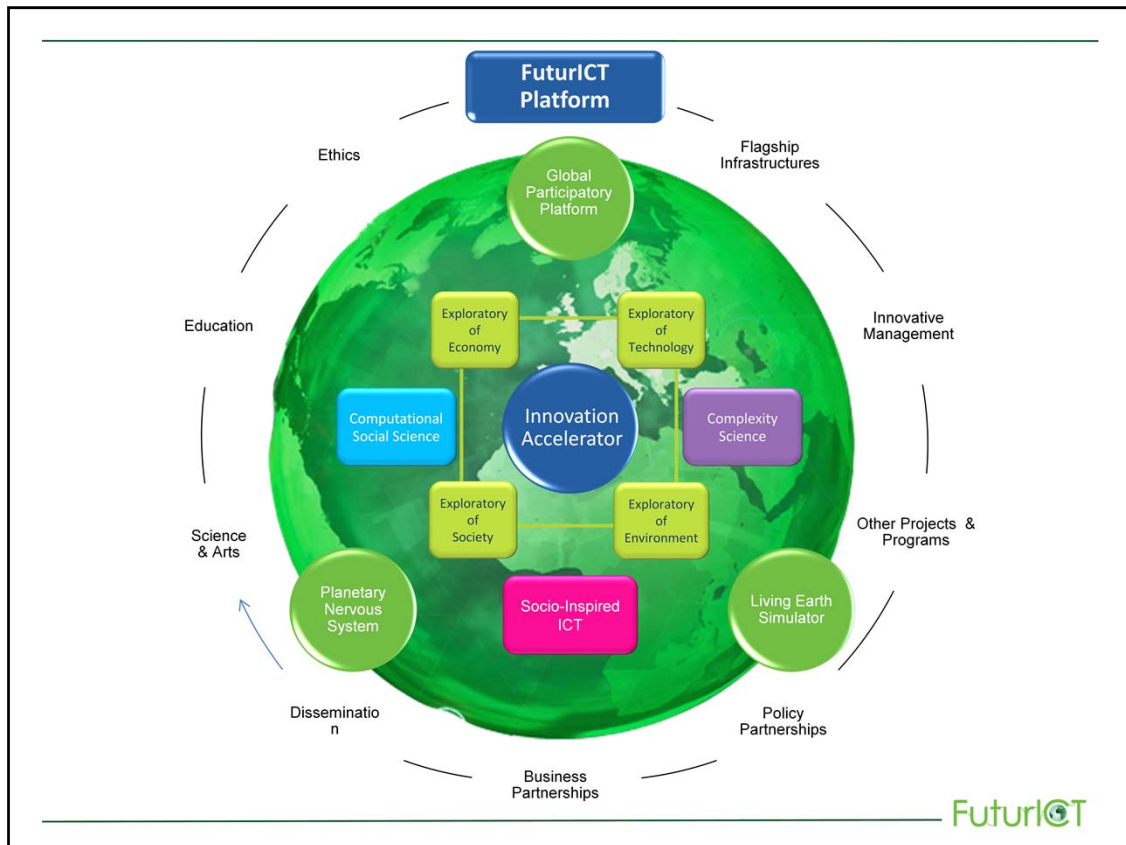 FuturICT
Platform
Ethics
Flagship
Infrastructures
Global
Participatory
Platform
Education
Innovative
Management
Exploratory
of
Economy
Exploratory
of
Technology
Computational
Social Science
Innovation
Accelerator
Complexity
Science
Exploratory
of
Society
Exploratory
of
Environment
Science
& Arts
Other Projects &
Programs
Planetary
Nervous
System
Socio-Inspired
ICT
Living Earth
Simulator
Disseminatio
n
Policy
Partnerships
Business
Partnerships
FuturICT